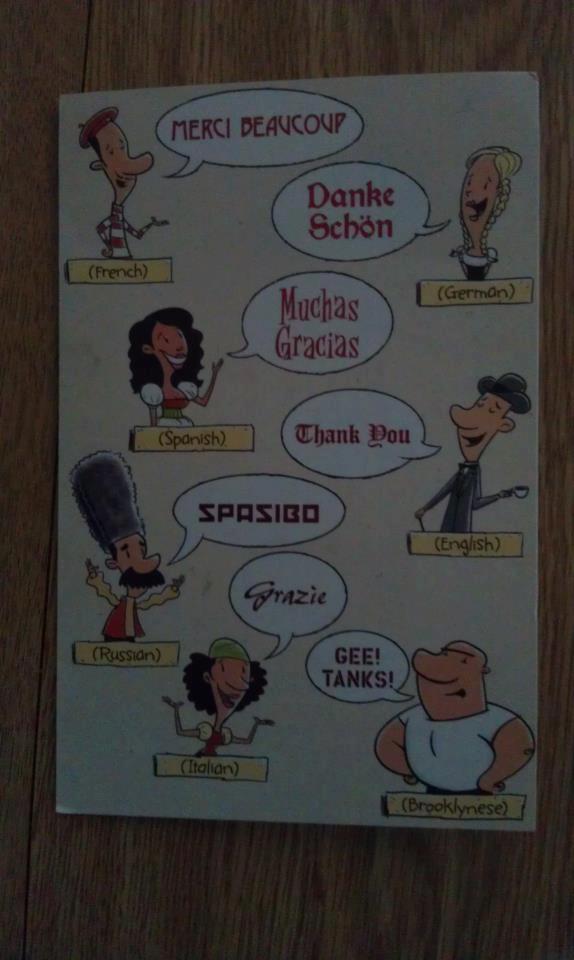 MERCI BEAUCOUP
(French)
Danke
Schön
(German)
Muchas
Gracias
(Spanish)
Thank You
(English)
SPASIBO
(Russian)
Grazie
(Italian)
GEE!
TANKS!
(Brooklynese)